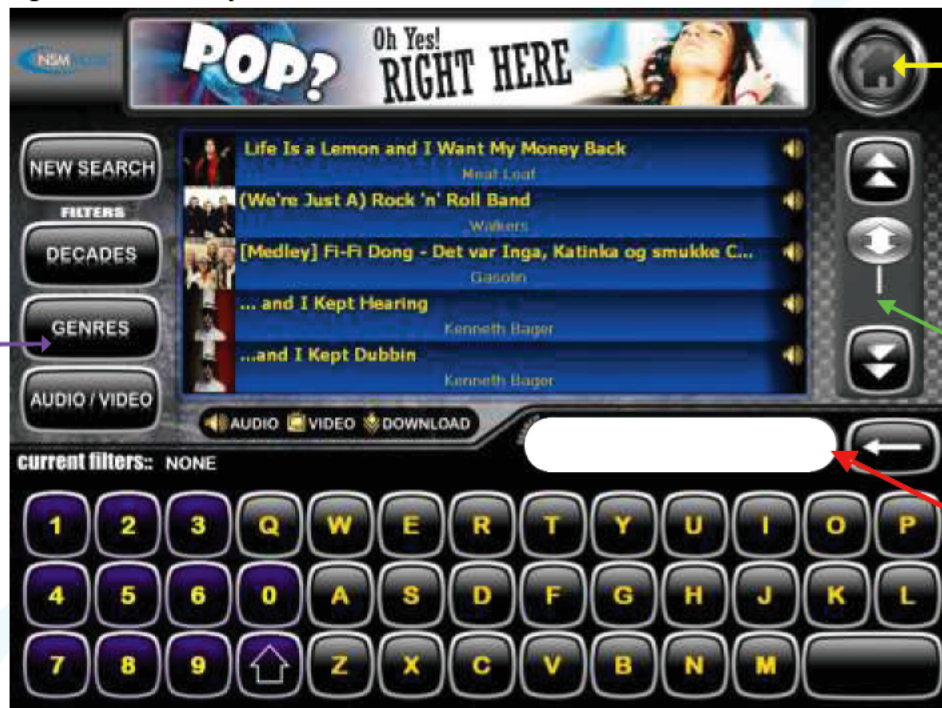 NSM MUSIC
POP?
Oh Yes!
RIGHT HERE
NEW SEARCH
FILTERS
DECADES
GENRES
AUDIO / VIDEO
Life Is a Lemon and I Want My Money Back
Meat Loaf
(We're Just A) Rock 'n' Roll Band
Walkers
[Medley] Fi-Fi Dong - Det var Inga, Katinka og smukke C...
Gasolin
... and I Kept Hearing
Kenneth Bager
...and I Kept Dubbin
Kenneth Bager
AUDIO VIDEO DOWNLOAD
current filters:: NONE
1 2 3 Q W E R T Y U I O P
4 5 6 0 A S D F G H J K L
7 8 9 Z X C V B N M